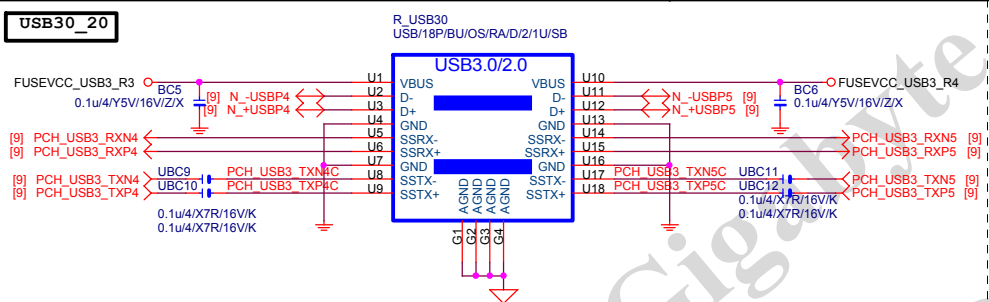 USB30_20
R_USB30
USB/18P/BU/OS/RA/D/2/1U/SB
USB3.0/2.0
FUSEVCC_USB3_R3
U1
VBUS
VBUS
U10
FUSEVCC_USB3_R4
BC5
0.1u/4/Y5V/16V/Z/X
[9] N_-USBP4
U2
D-
D-
U11
N_-USBP5 [9]
BC6
0.1u/4/Y5V/16V/Z/X
[9] N_+USBP4
U3
D+
D+
U12
N_+USBP5 [9]
U4
GND
GND
U13
[9] PCH_USB3_RXN4
U5
SSRX-
SSRX-
U14
PCH_USB3_RXN5 [9]
[9] PCH_USB3_RXP4
U6
SSRX+
SSRX+
U15
PCH_USB3_RXP5 [9]
U7
GND
GND
U16
[9] PCH_USB3_TXN4
UBC9
PCH_USB3_TXN4C
U8
SSTX-
SSTX-
U17
PCH_USB3_TXN5C
UBC11
PCH_USB3_TXN5 [9]
[9] PCH_USB3_TXP4
UBC10
PCH_USB3_TXP4C
U9
SSTX+
SSTX+
U18
PCH_USB3_TXP5C
UBC12
PCH_USB3_TXP5 [9]
0.1u/4/X7R/16V/K
0.1u/4/X7R/16V/K
0.1u/4/X7R/16V/K
0.1u/4/X7R/16V/K
AGND
AGND
AGND
AGND
G1
G2
G3
G4
Gigabyte